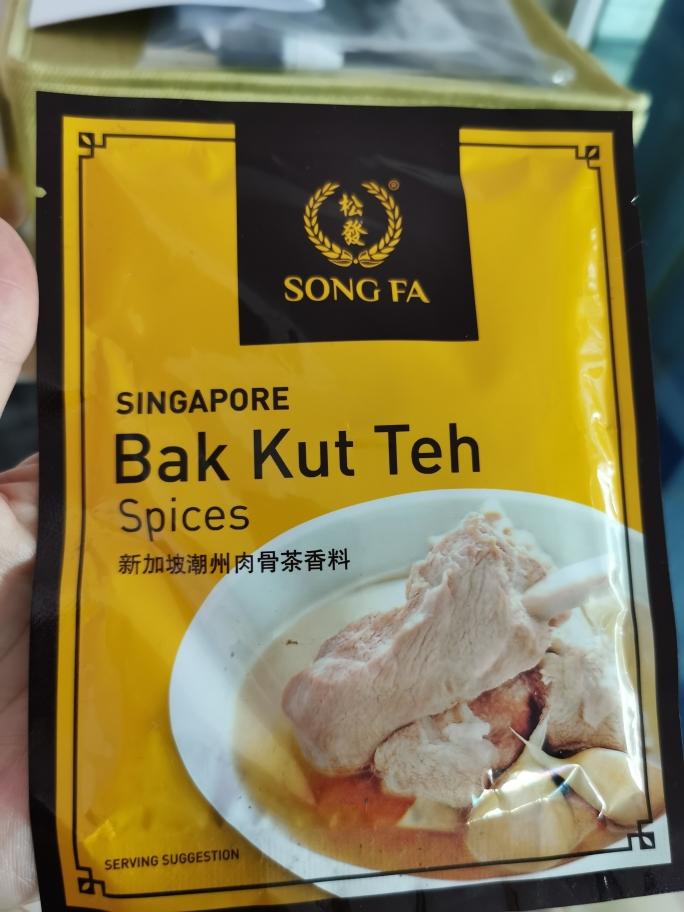 松
發
®
SONG FA
SINGAPORE
Bak Kut Teh
Spices
新加坡潮州肉骨茶香料
SERVING SUGGESTION